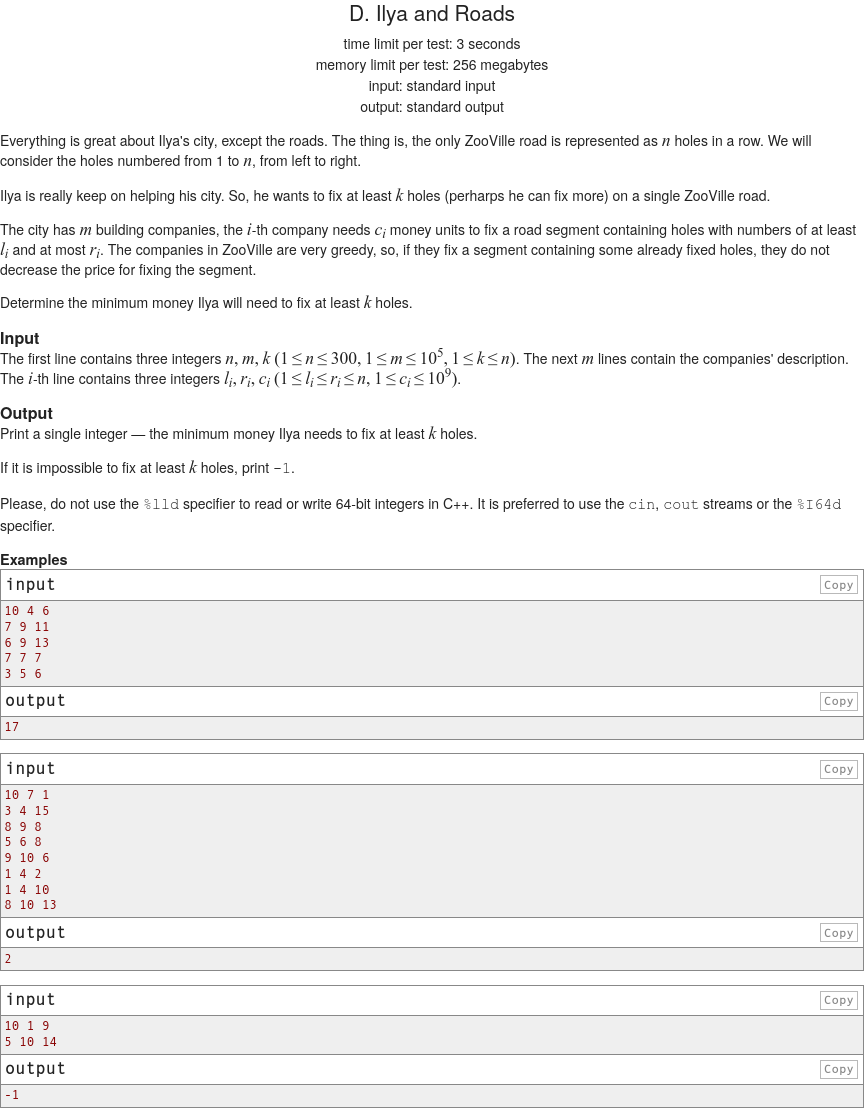 D. Ilya and Roads
time limit per test: 3 seconds
memory limit per test: 256 megabytes
input: standard input
output: standard output
Everything is great about Ilya's city, except the roads. The thing is, the only ZooVille road is represented as n holes in a row. We will
consider the holes numbered from 1 to n, from left to right.
Ilya is really keep on helping his city. So, he wants to fix at least k holes (perharps he can fix more) on a single ZooVille road.
The city has m building companies, the i-th company needs c_i money units to fix a road segment containing holes with numbers of at least
l_i and at most r_i. The companies in ZooVille are very greedy, so, if they fix a segment containing some already fixed holes, they do not
decrease the price for fixing the segment.
Determine the minimum money Ilya will need to fix at least k holes.
Input
The first line contains three integers n, m, k (1 ≤ n ≤ 300, 1 ≤ m ≤ 10^5, 1 ≤ k ≤ n). The next m lines contain the companies' description.
The i-th line contains three integers l_i, r_i, c_i (1 ≤ l_i ≤ r_i ≤ n, 1 ≤ c_i ≤ 10^9).
Output
Print a single integer — the minimum money Ilya needs to fix at least k holes.
If it is impossible to fix at least k holes, print -1.
Please, do not use the %lld specifier to read or write 64-bit integers in C++. It is preferred to use the cin, cout streams or the %I64d
specifier.
Examples
input Copy
10 4 6
7 9 11
6 9 13
7 7 7
3 5 6
output Copy
17
input Copy
10 7 1
3 4 15
8 9 8
5 6 8
9 10 6
1 4 2
1 4 10
8 10 13
output Copy
2
input Copy
10 1 9
5 10 14
output Copy
-1